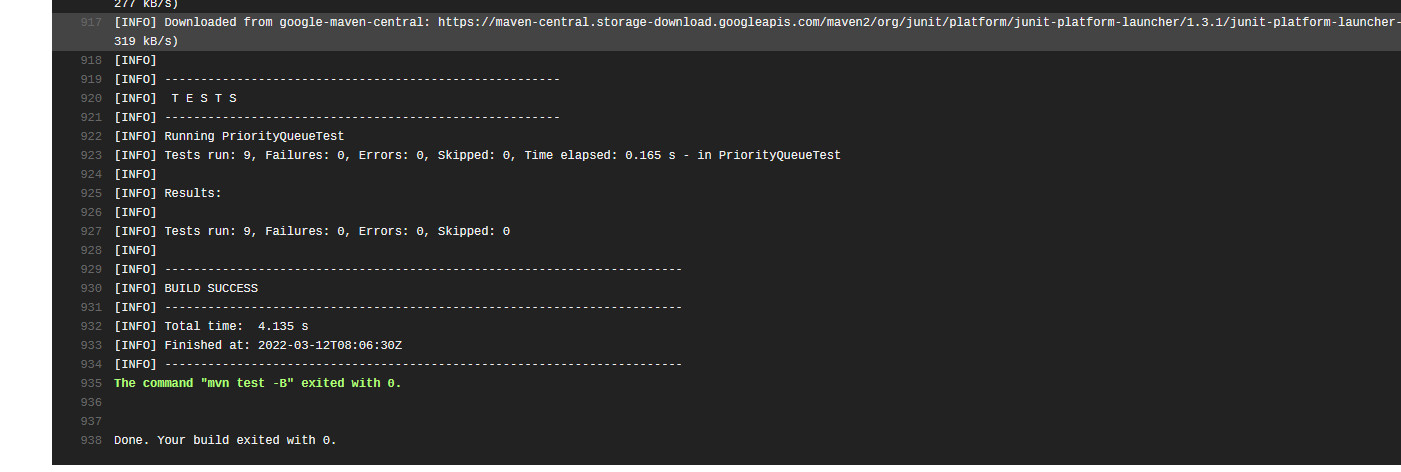 277 kB/s)
917 [INFO] Downloaded from google-maven-central: https://maven-central.storage-download.googleapis.com/maven2/org/junit/platform/junit-platform-launcher/1.3.1/junit-platform-launcher-
319 kB/s)
918 [INFO]
919 [INFO] -------------------------------------------------------
920 [INFO]  T E S T S
921 [INFO] -------------------------------------------------------
922 [INFO] Running PriorityQueueTest
923 [INFO] Tests run: 9, Failures: 0, Errors: 0, Skipped: 0, Time elapsed: 0.165 s - in PriorityQueueTest
924 [INFO]
925 [INFO] Results:
926 [INFO]
927 [INFO] Tests run: 9, Failures: 0, Errors: 0, Skipped: 0
928 [INFO]
929 [INFO] ------------------------------------------------------------------------
930 [INFO] BUILD SUCCESS
931 [INFO] ------------------------------------------------------------------------
932 [INFO] Total time:  4.135 s
933 [INFO] Finished at: 2022-03-12T08:06:30Z
934 [INFO] ------------------------------------------------------------------------
935 The command "mvn test -B" exited with 0.
936
937
938 Done. Your build exited with 0.